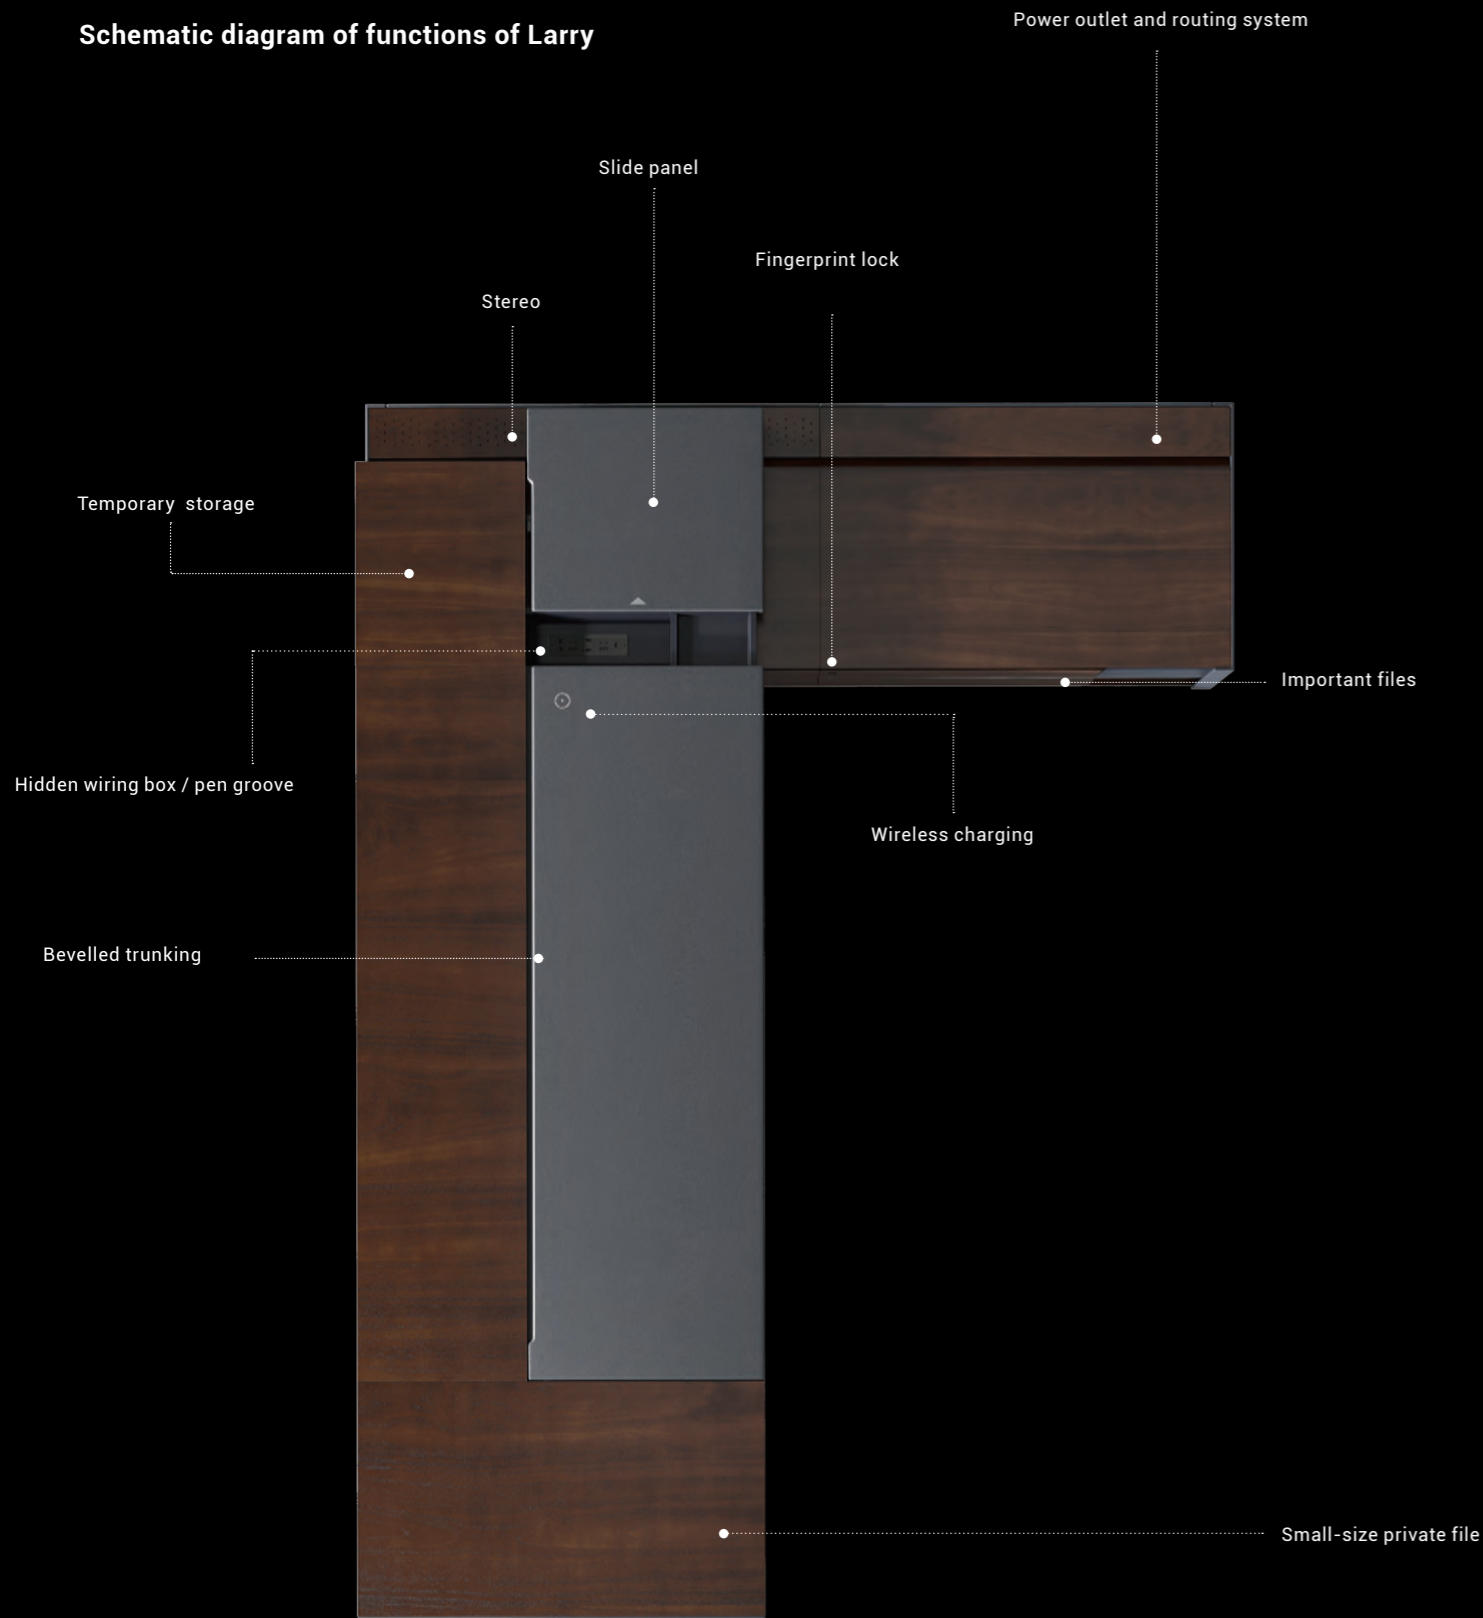 Schematic diagram of functions of Larry
Power outlet and routing system
Slide panel
Fingerprint lock
Stereo
Temporary  storage
Important files
Hidden wiring box / pen groove
Wireless charging
Bevelled trunking
Small-size private file